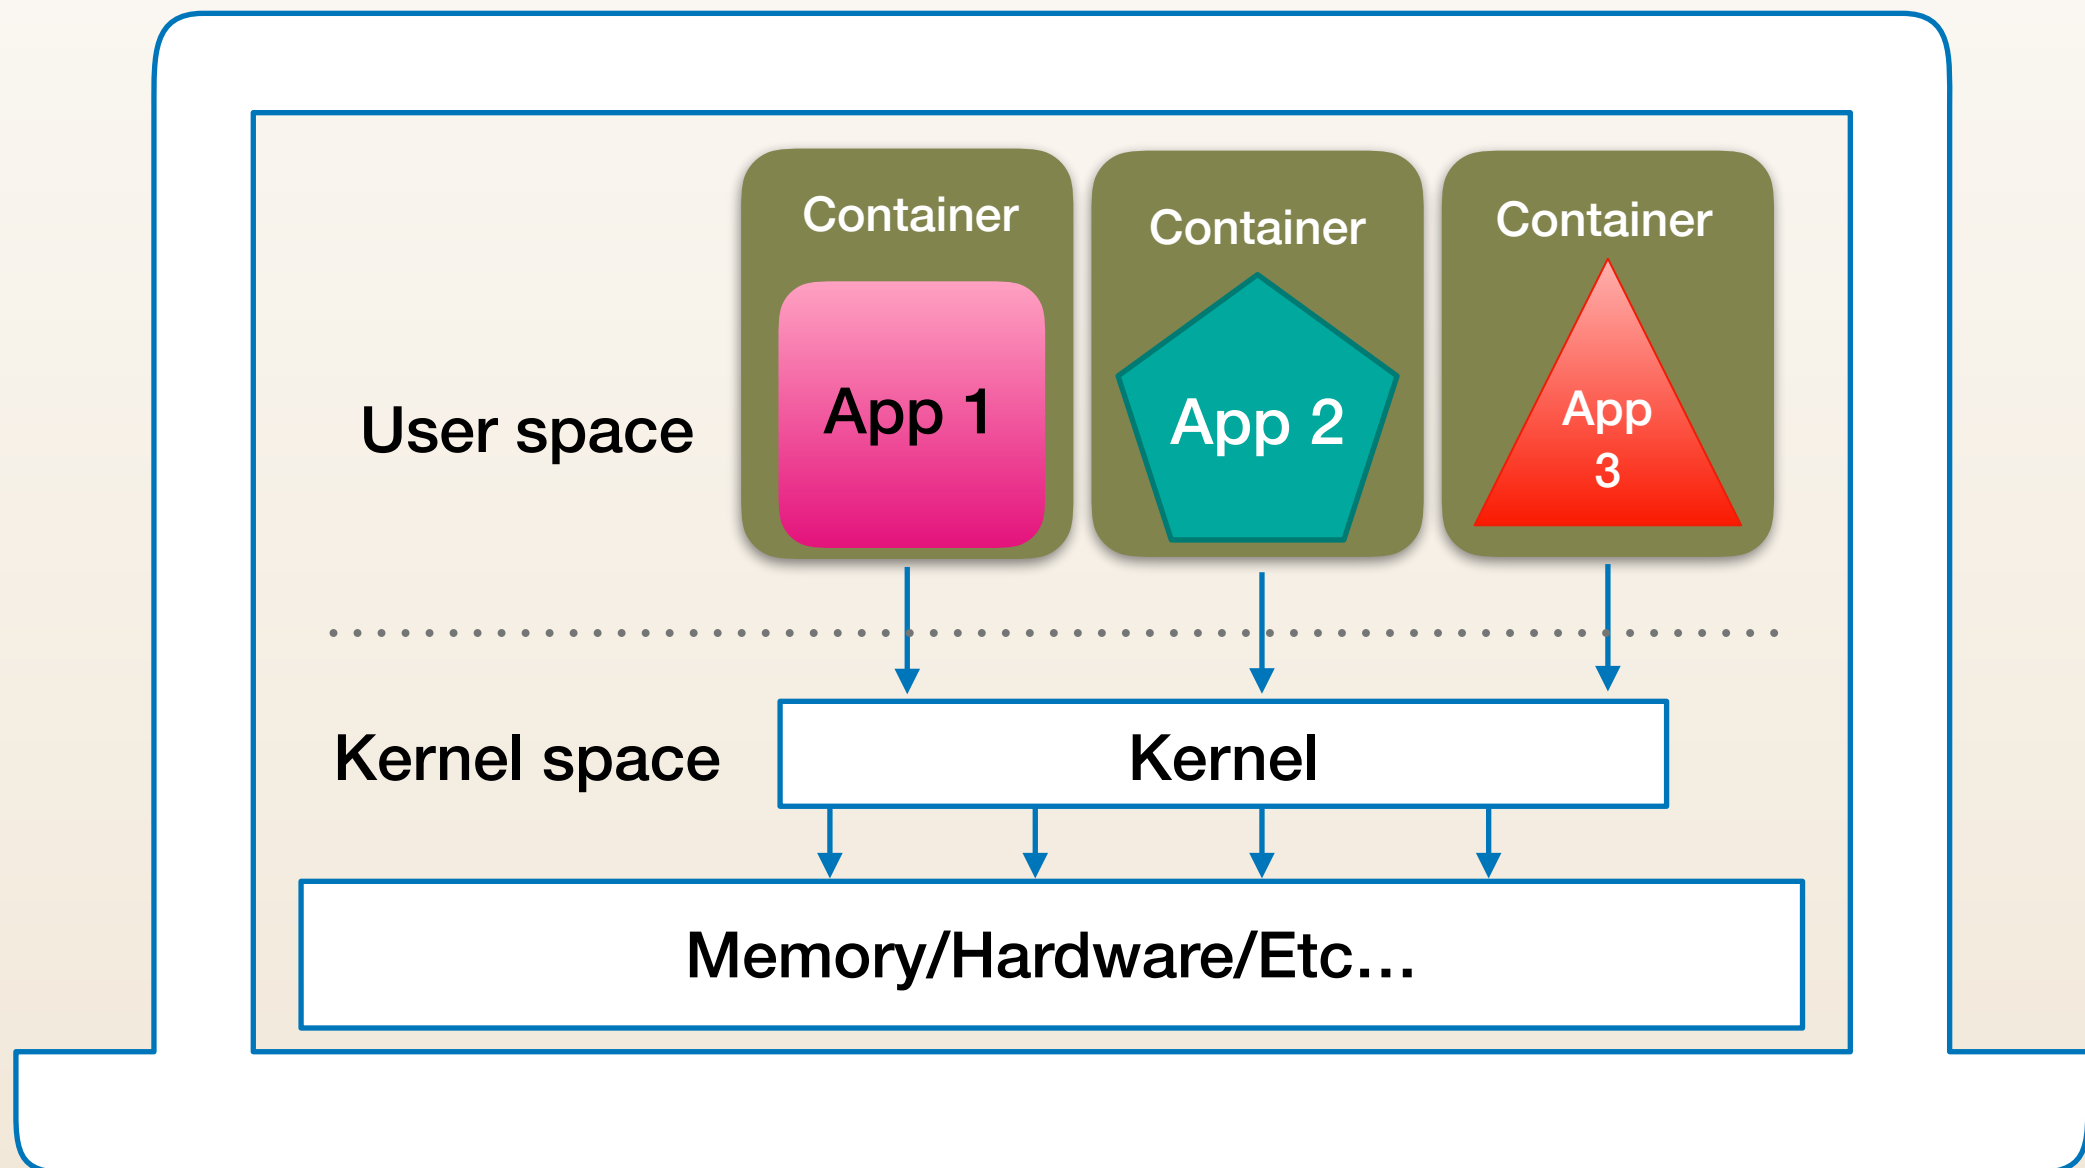 Container
Container
Container
User space
App 1
App 2
App
3
Kernel space
Kernel
Memory/Hardware/Etc...